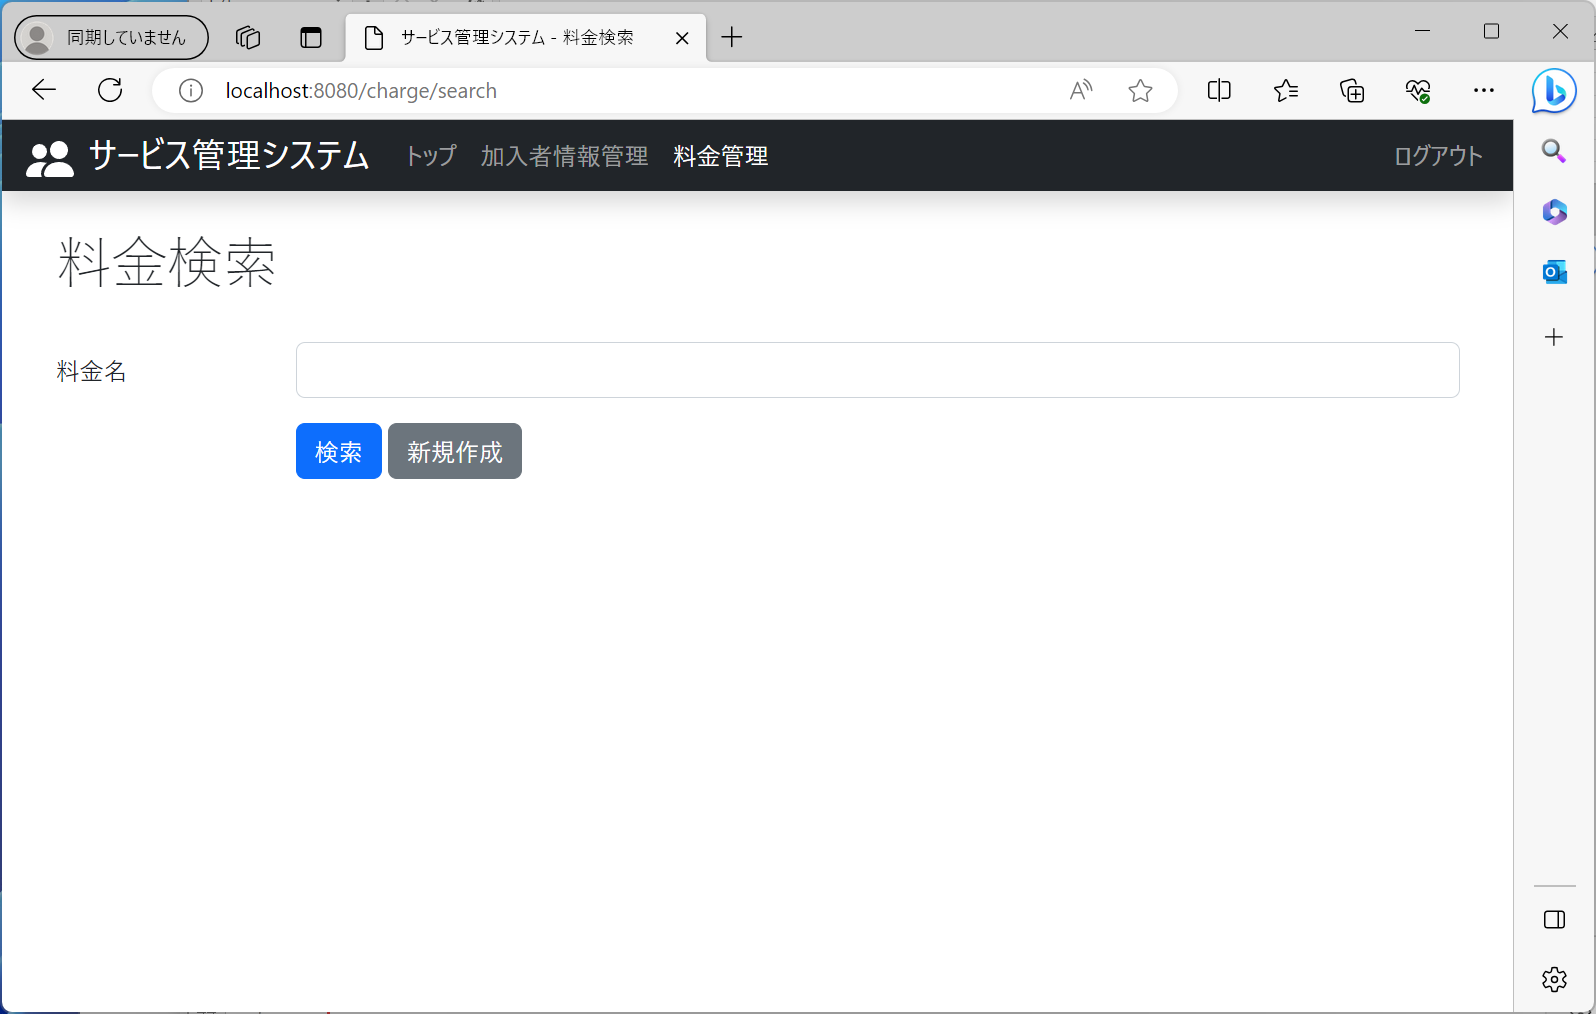 同期していません
サービス管理システム - 料金検索
localhost:8080/charge/search
サービス管理システム トップ 加入者情報管理 料金管理 ログアウト
料金検索
料金名
検索 新規作成